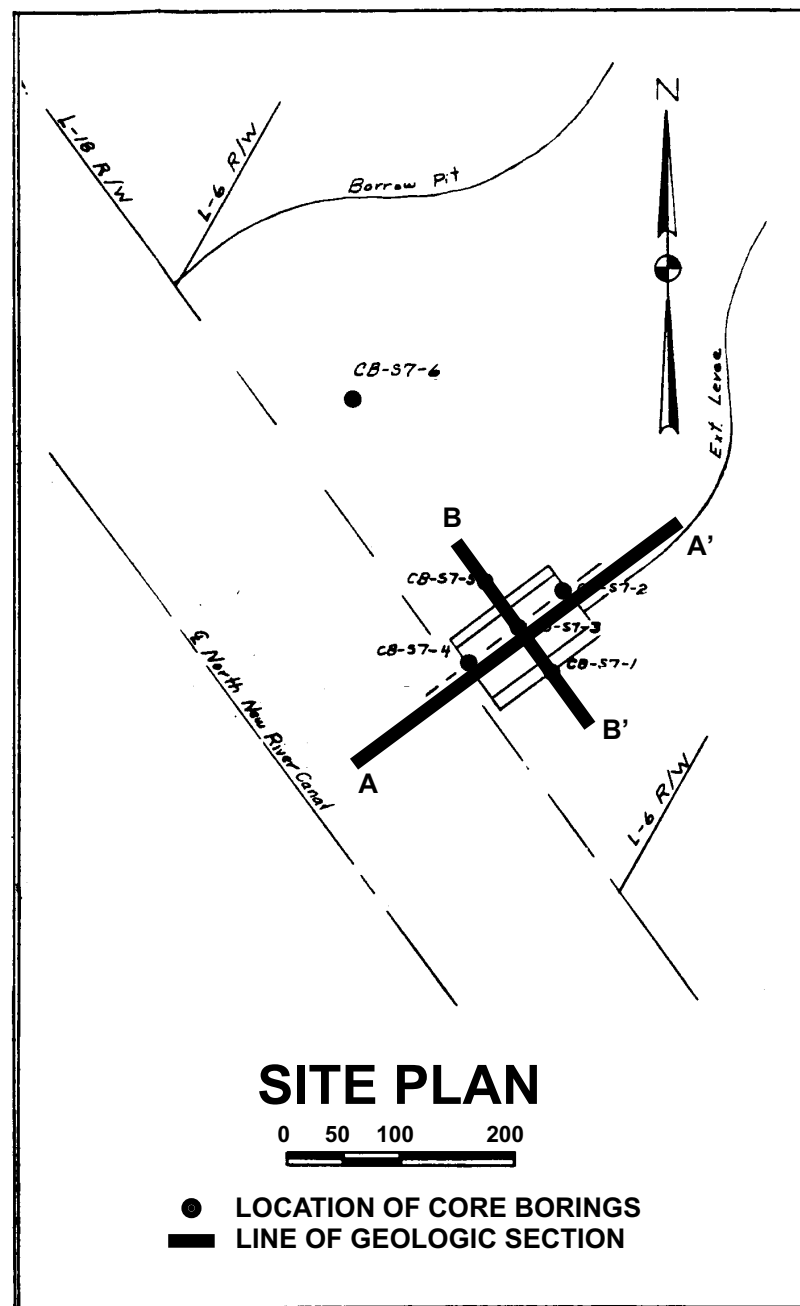 N
L-18 R/W
L-6 R/W
Borrow Pit
CB-S7-6
Ext. Levee
B
A'
CB-S7-5
S7-2
S7-3
CB-S7-4
CB-S7-1
B'
A
℄ North New River Canal
L-6 R/W
SITE PLAN
0 50 100 200
LOCATION OF CORE BORINGS
LINE OF GEOLOGIC SECTION